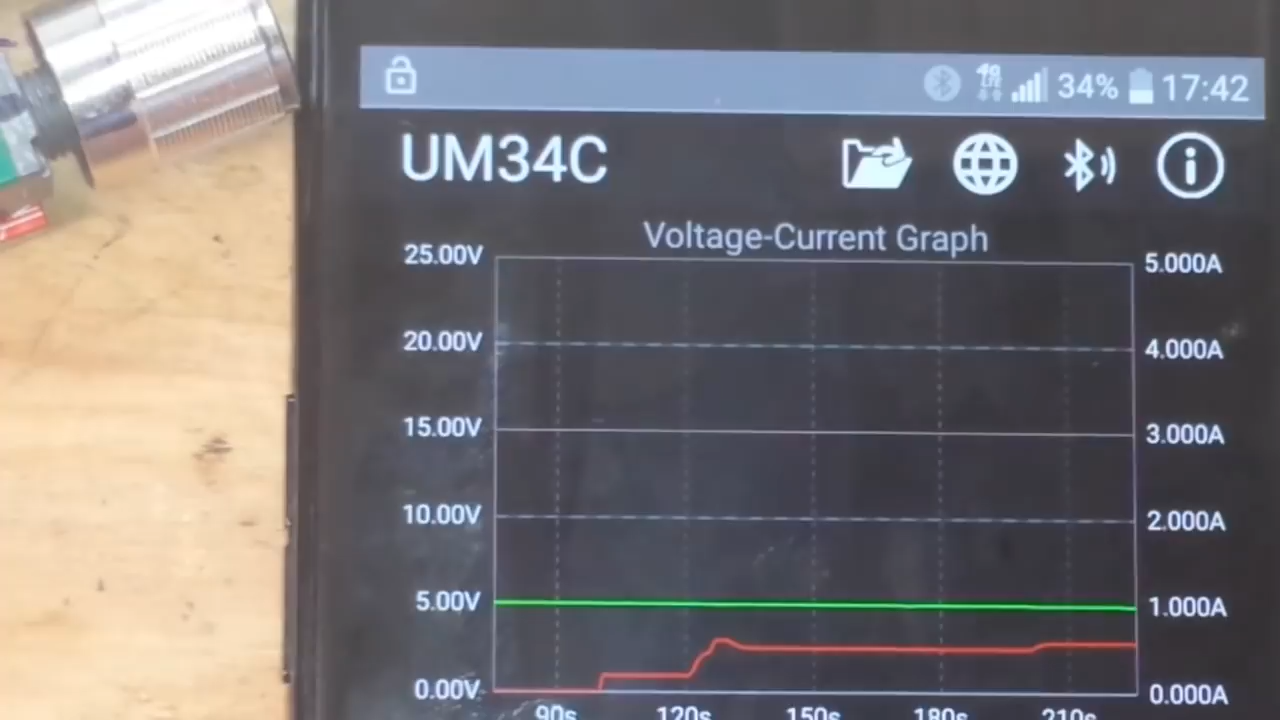 34% 17:42
UM34C
Voltage-Current Graph
25.00V 5.000A
20.00V 4.000A
15.00V 3.000A
10.00V 2.000A
5.00V 1.000A
0.00V 0.000A
90s 120s 150s 180s 210s